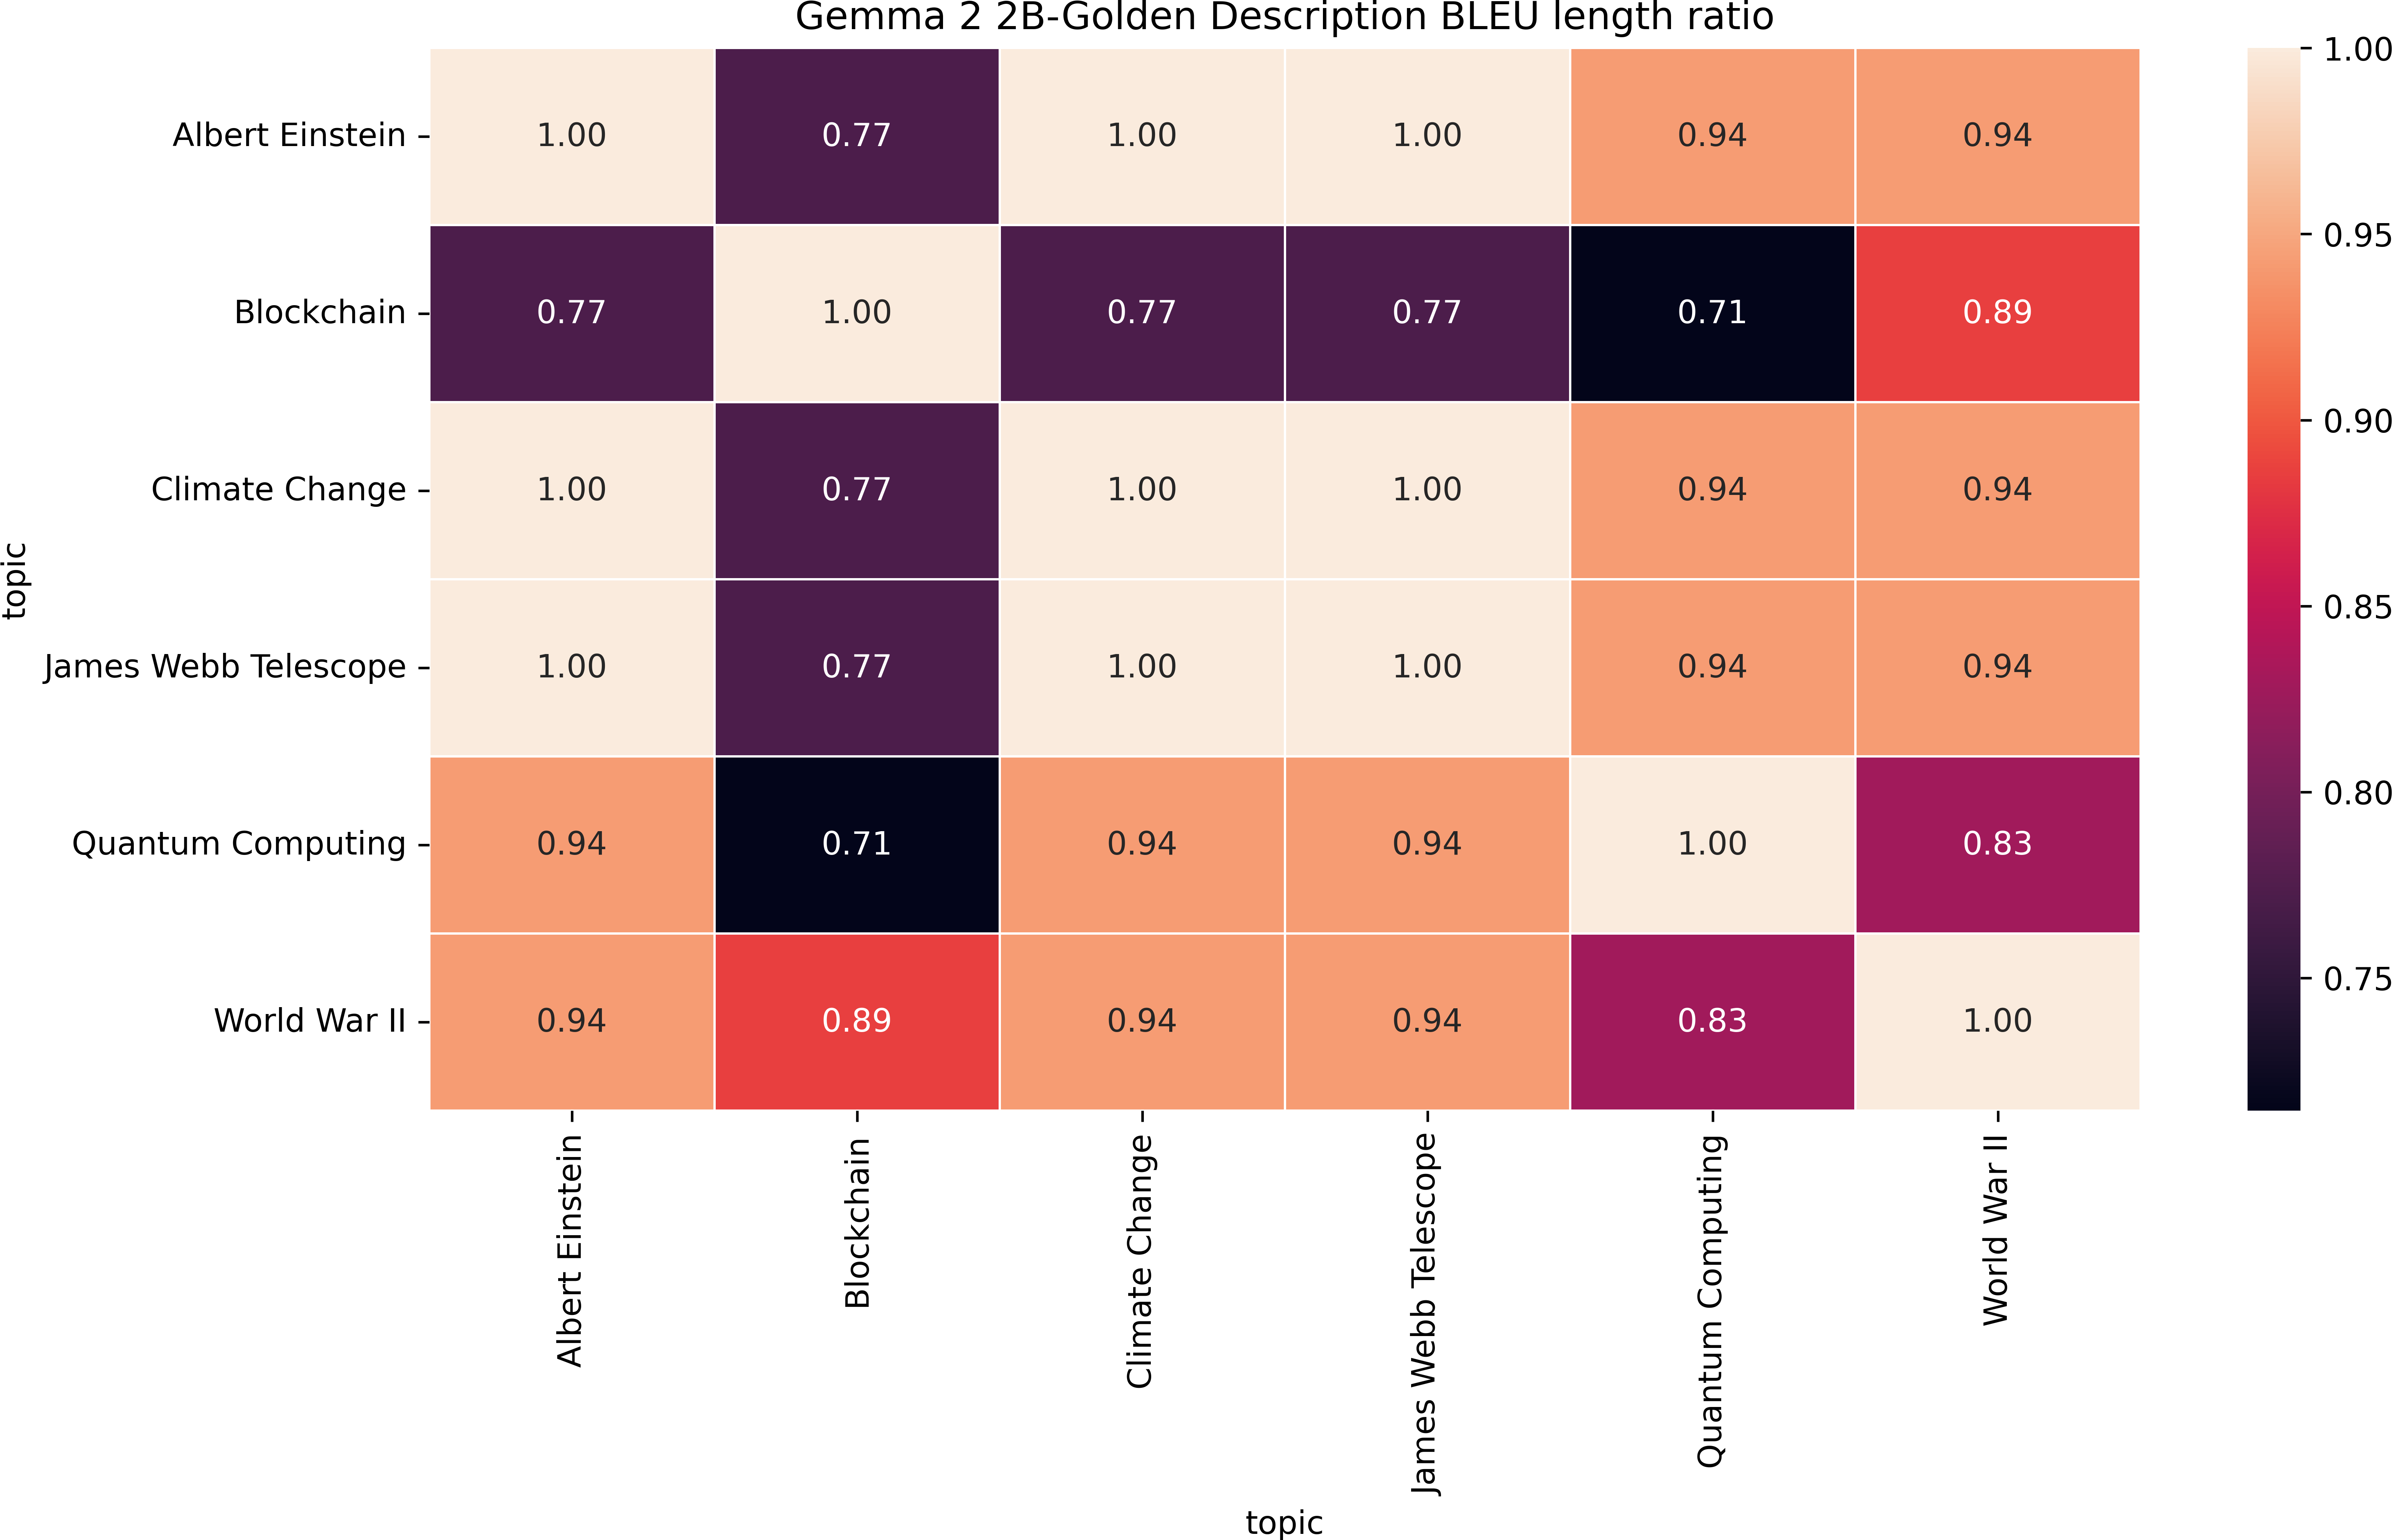 Gemma 2 2B-Golden Description BLEU length ratio
topic
Albert Einstein 1.00 0.77 1.00 1.00 0.94 0.94
Blockchain 0.77 1.00 0.77 0.77 0.71 0.89
Climate Change 1.00 0.77 1.00 1.00 0.94 0.94
James Webb Telescope 1.00 0.77 1.00 1.00 0.94 0.94
Quantum Computing 0.94 0.71 0.94 0.94 1.00 0.83
World War II 0.94 0.89 0.94 0.94 0.83 1.00
Albert Einstein
Blockchain
Climate Change
James Webb Telescope
Quantum Computing
World War II
topic
1.00
0.95
0.90
0.85
0.80
0.75